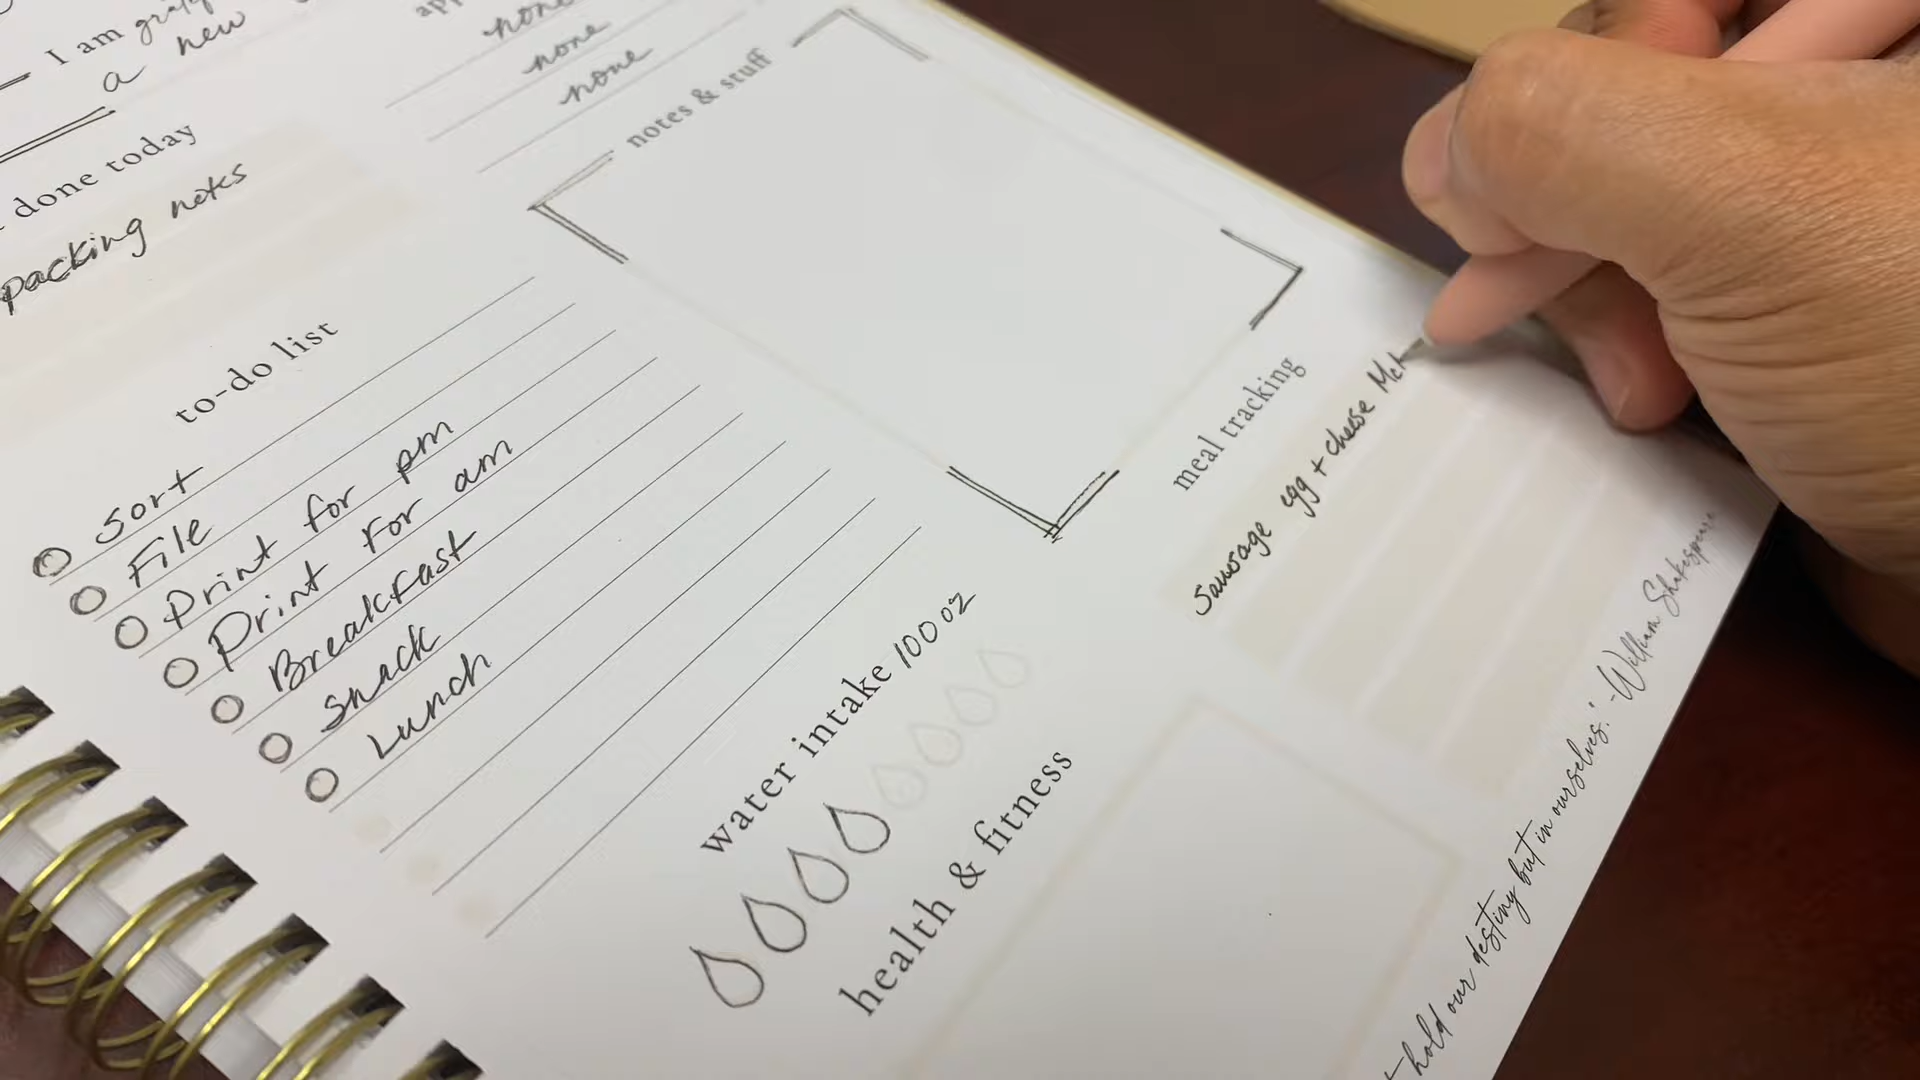 I am
a new
none
none
none
done today
packing notes
to-do list
Sort
File
Print for pm
Print for am
Breakfast
Snack
Lunch
notes & stuff
water intake 100 oz
health & fitness
meal tracking
Sausage egg + cheese
hold our destiny but in ourselves.' -William Shakespeare